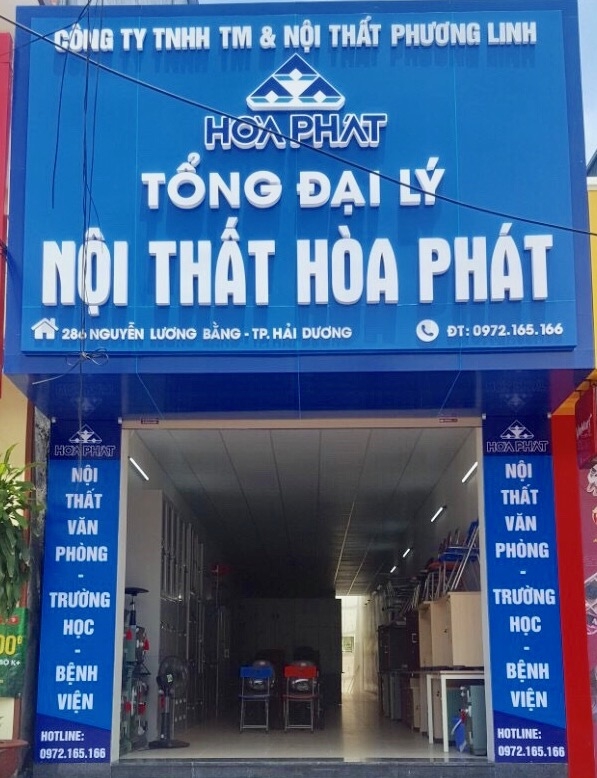 CÔNG TY TNHH TM & NỘI THẤT PHƯƠNG LINH
HÒA PHÁT
TỔNG ĐẠI LÝ
NỘI THẤT HÒA PHÁT
286 NGUYỄN LƯƠNG BẰNG - TP. HẢI DƯƠNG
ĐT: 0972.165.166
HÒA PHÁT
NỘI
THẤT
VĂN
PHÒNG
-
TRƯỜNG
HỌC
-
BỆNH
VIỆN
HOTLINE:
0972.165.166
HÒA PHÁT
NỘI
THẤT
VĂN
PHÒNG
-
TRƯỜNG
HỌC
-
BỆNH
VIỆN
HOTLINE:
0972.165.166